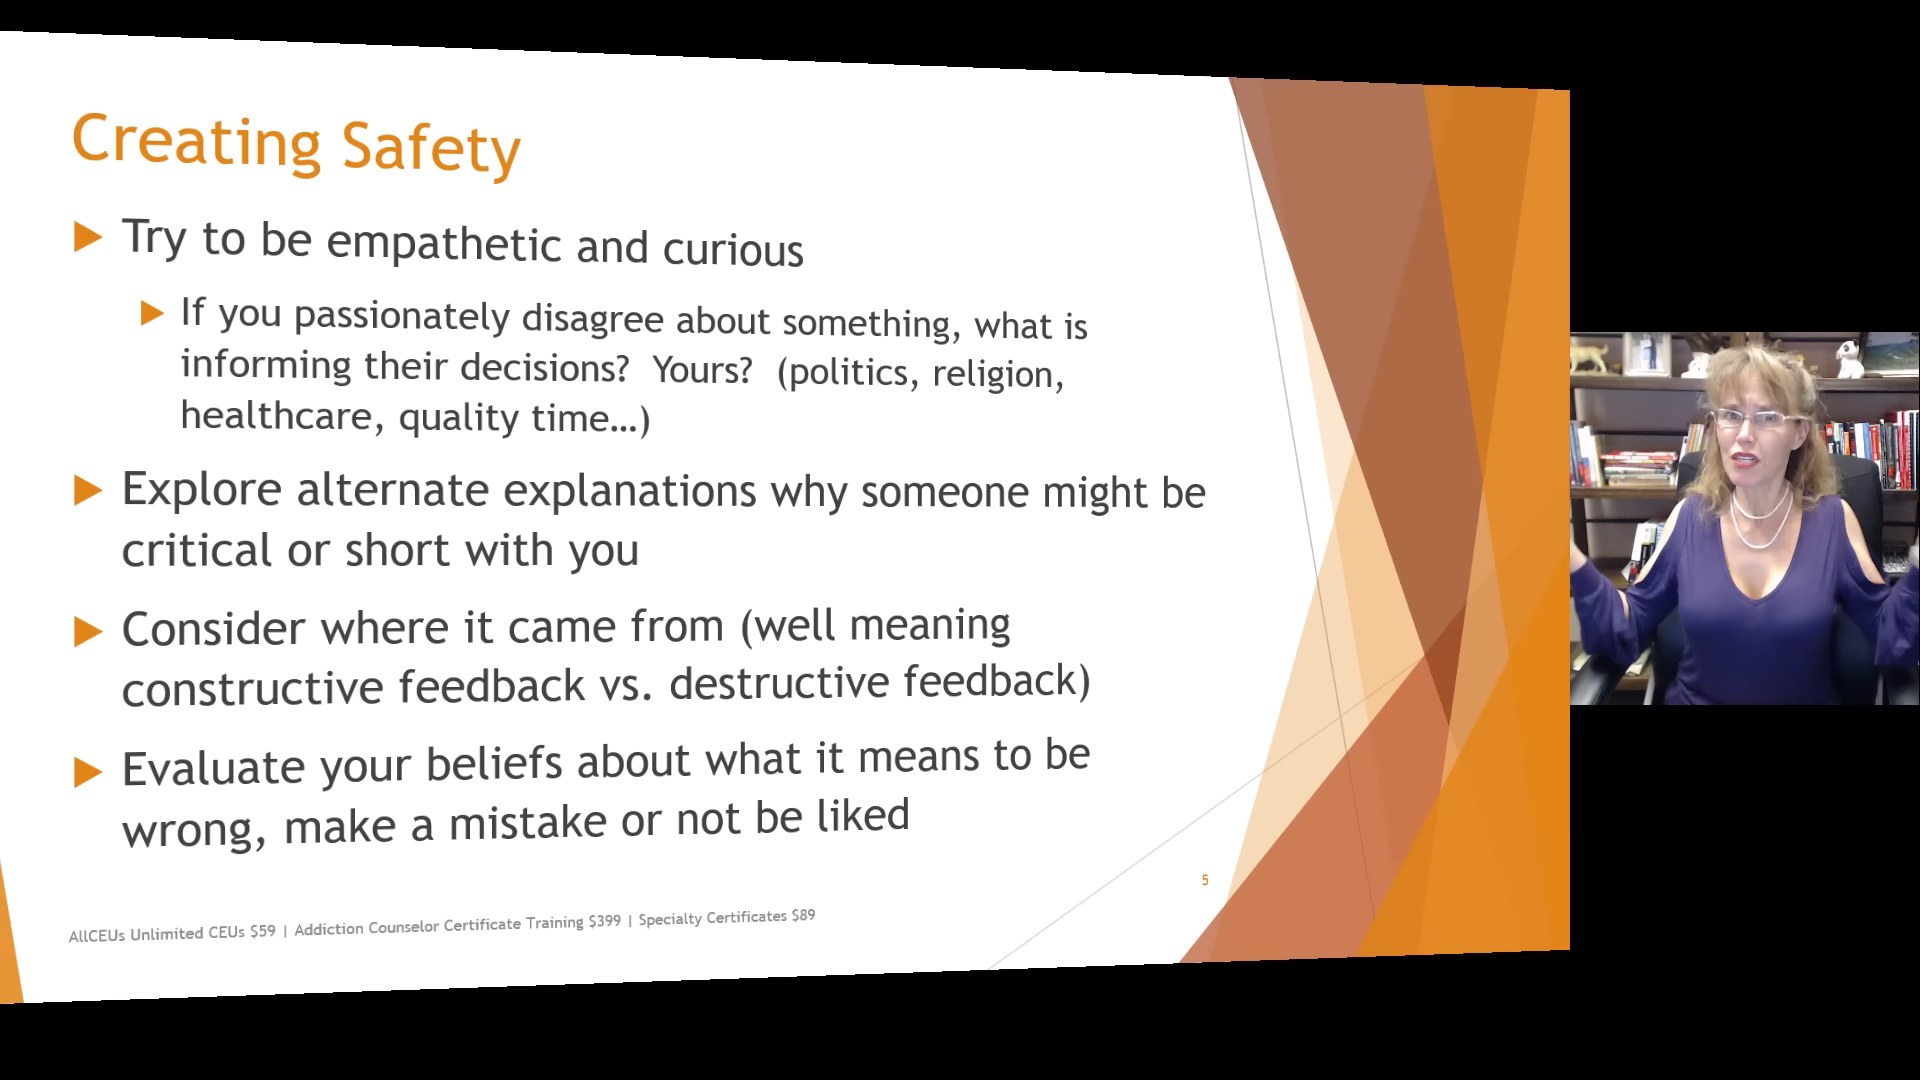 Creating Safety
Try to be empathetic and curious
If you passionately disagree about something, what is
informing their decisions? Yours? (politics, religion,
healthcare, quality time…)
Explore alternate explanations why someone might be
critical or short with you
Consider where it came from (well meaning
constructive feedback vs. destructive feedback)
Evaluate your beliefs about what it means to be
wrong, make a mistake or not be liked
5
AllCEUs Unlimited CEUs $59 | Addiction Counselor Certificate Training $399 | Specialty Certificates $89